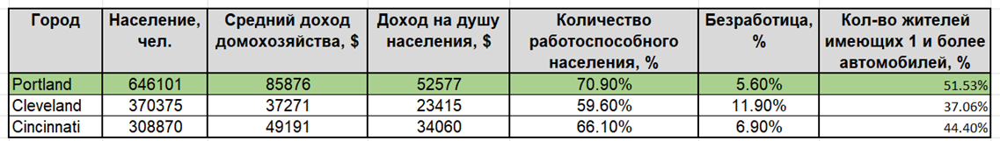 Город Население, чел. Средний доход домохозяйства, $ Доход на душу населения, $ Количество работоспособного населения, % Безработица, % Кол-во жителей имеющих 1 и более автомобилей, %
Portland 646101 85876 52577 70.90% 5.60% 51.53%
Cleveland 370375 37271 23415 59.60% 11.90% 37.06%
Cincinnati 308870 49191 34060 66.10% 6.90% 44.40%